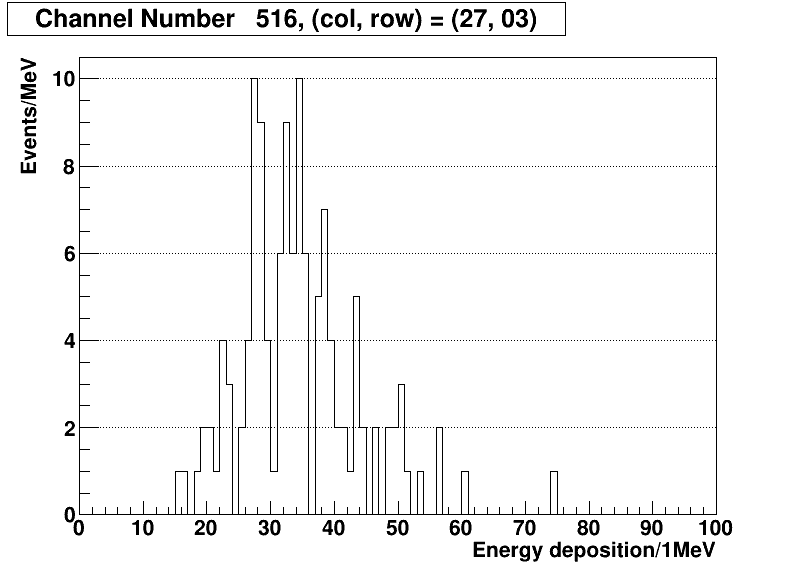 Channel Number 516, (col, row) = (27, 03)
Events/MeV
10
8
6
4
2
0
0 10 20 30 40 50 60 70 80 90 100
Energy deposition/1MeV